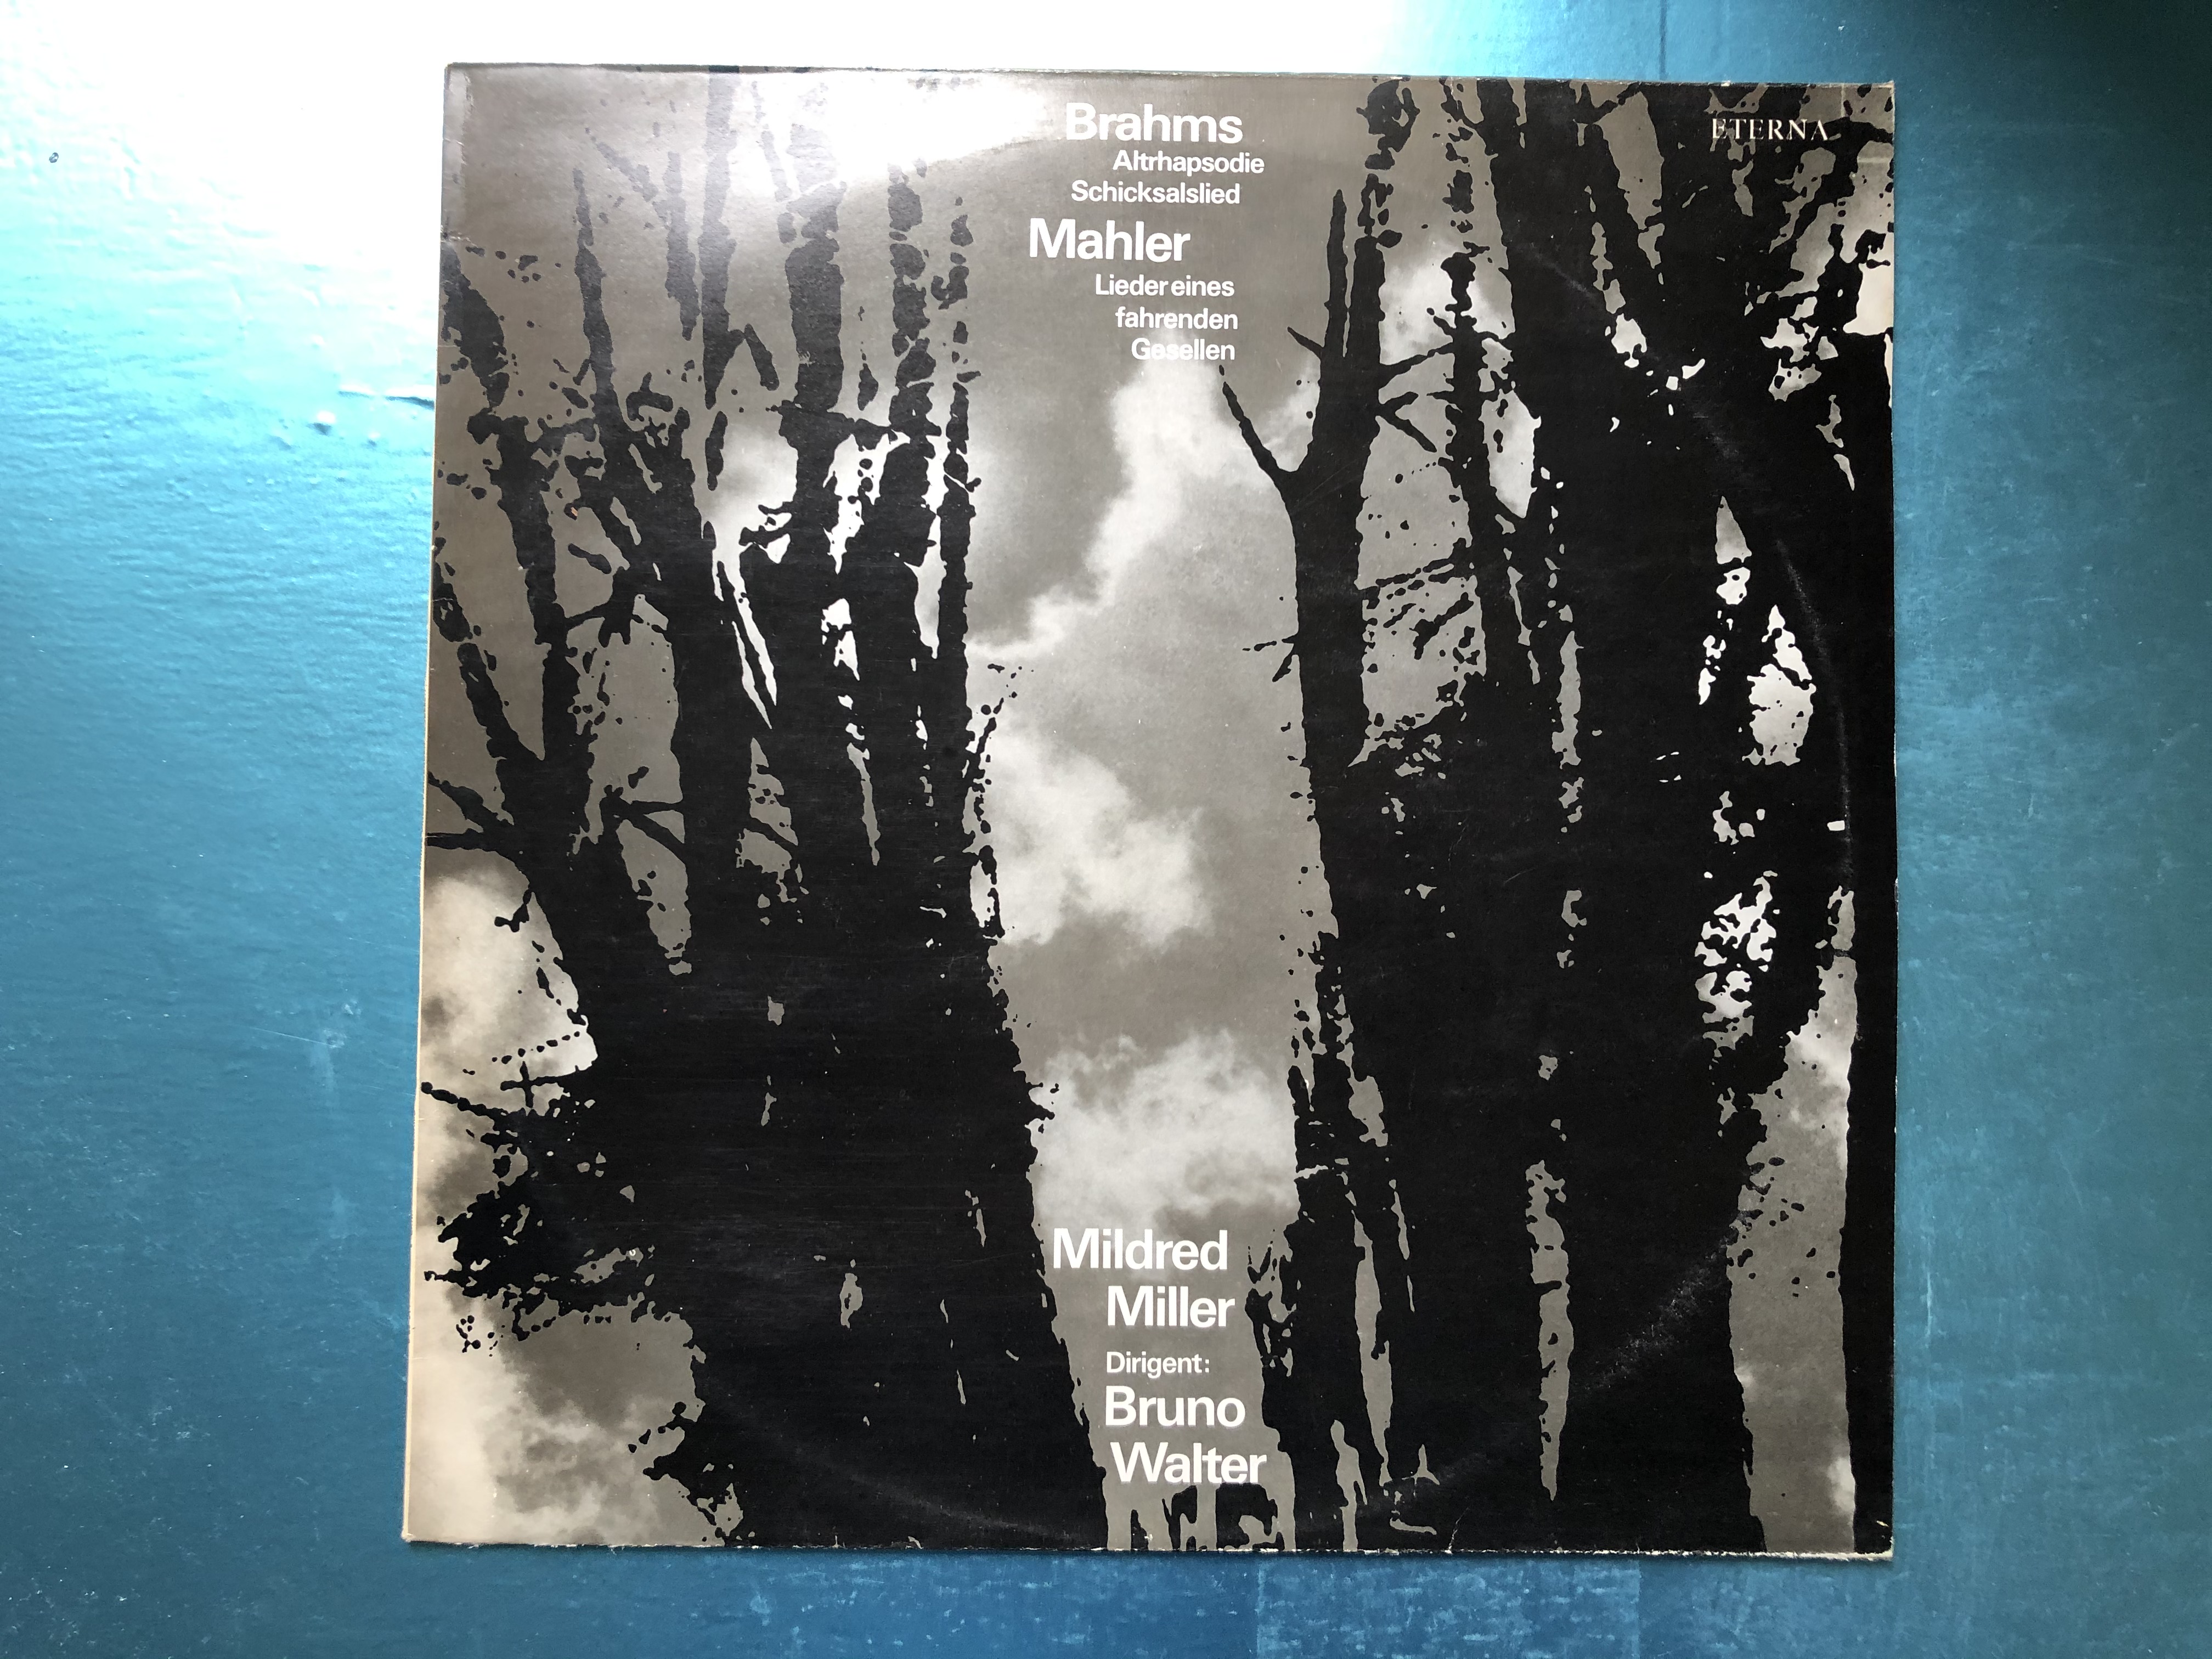 Brahms
Altrhapsodie
Schicksalslied
Mahler
Lieder eines
fahrenden
Gesellen
ETERNA
Mildred
Miller
Dirigent:
Bruno
Walter